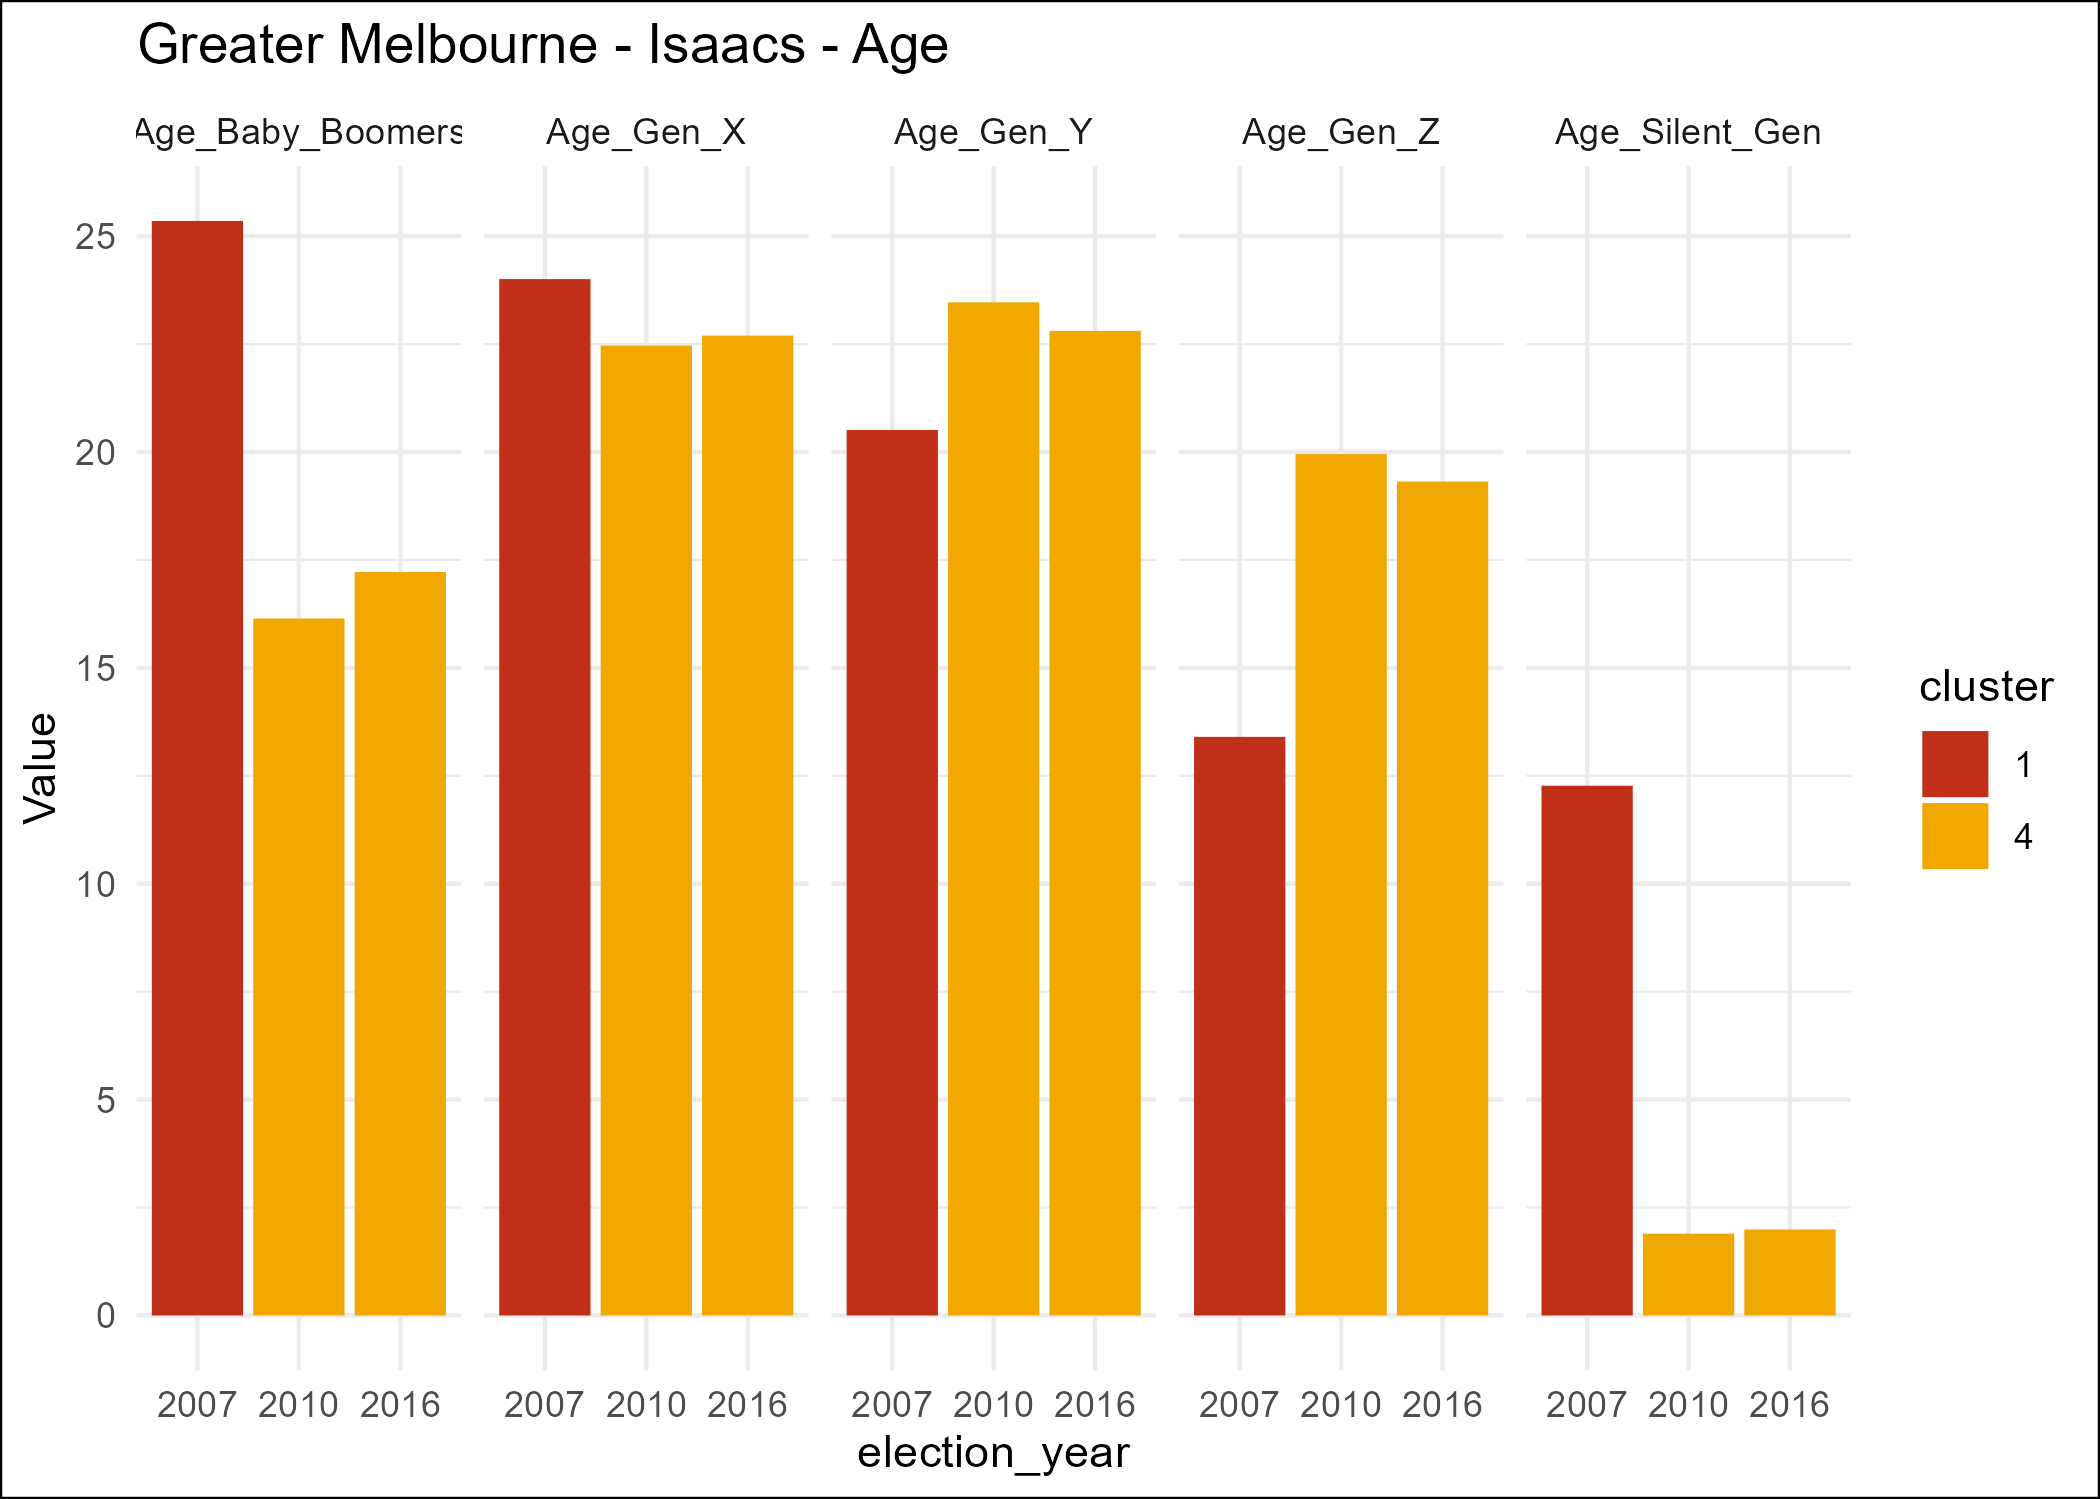 Greater Melbourne - Isaacs - Age
Age_Baby_Boomers Age_Gen_X Age_Gen_Y Age_Gen_Z Age_Silent_Gen
25
20
15
10
5
0
Value
2007 2010 2016 2007 2010 2016 2007 2010 2016 2007 2010 2016 2007 2010 2016
election_year
cluster
1
4